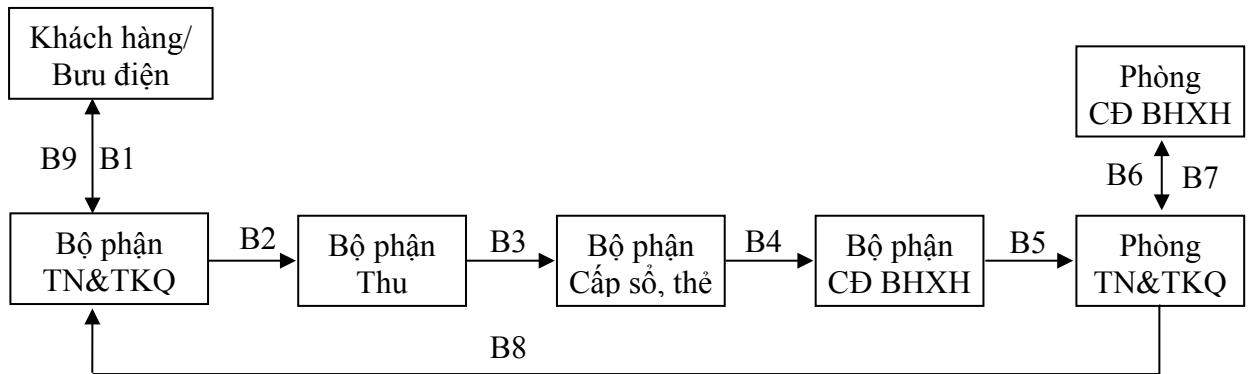 Khách hàng/
Bưu điện
Phòng
CĐ BHXH
B9
B1
B6
B7
Bộ phận
TN&TKQ
B2
Bộ phận
Thu
B3
Bộ phận
Cấp sổ, thẻ
B4
Bộ phận
CĐ BHXH
B5
Phòng
TN&TKQ
B8